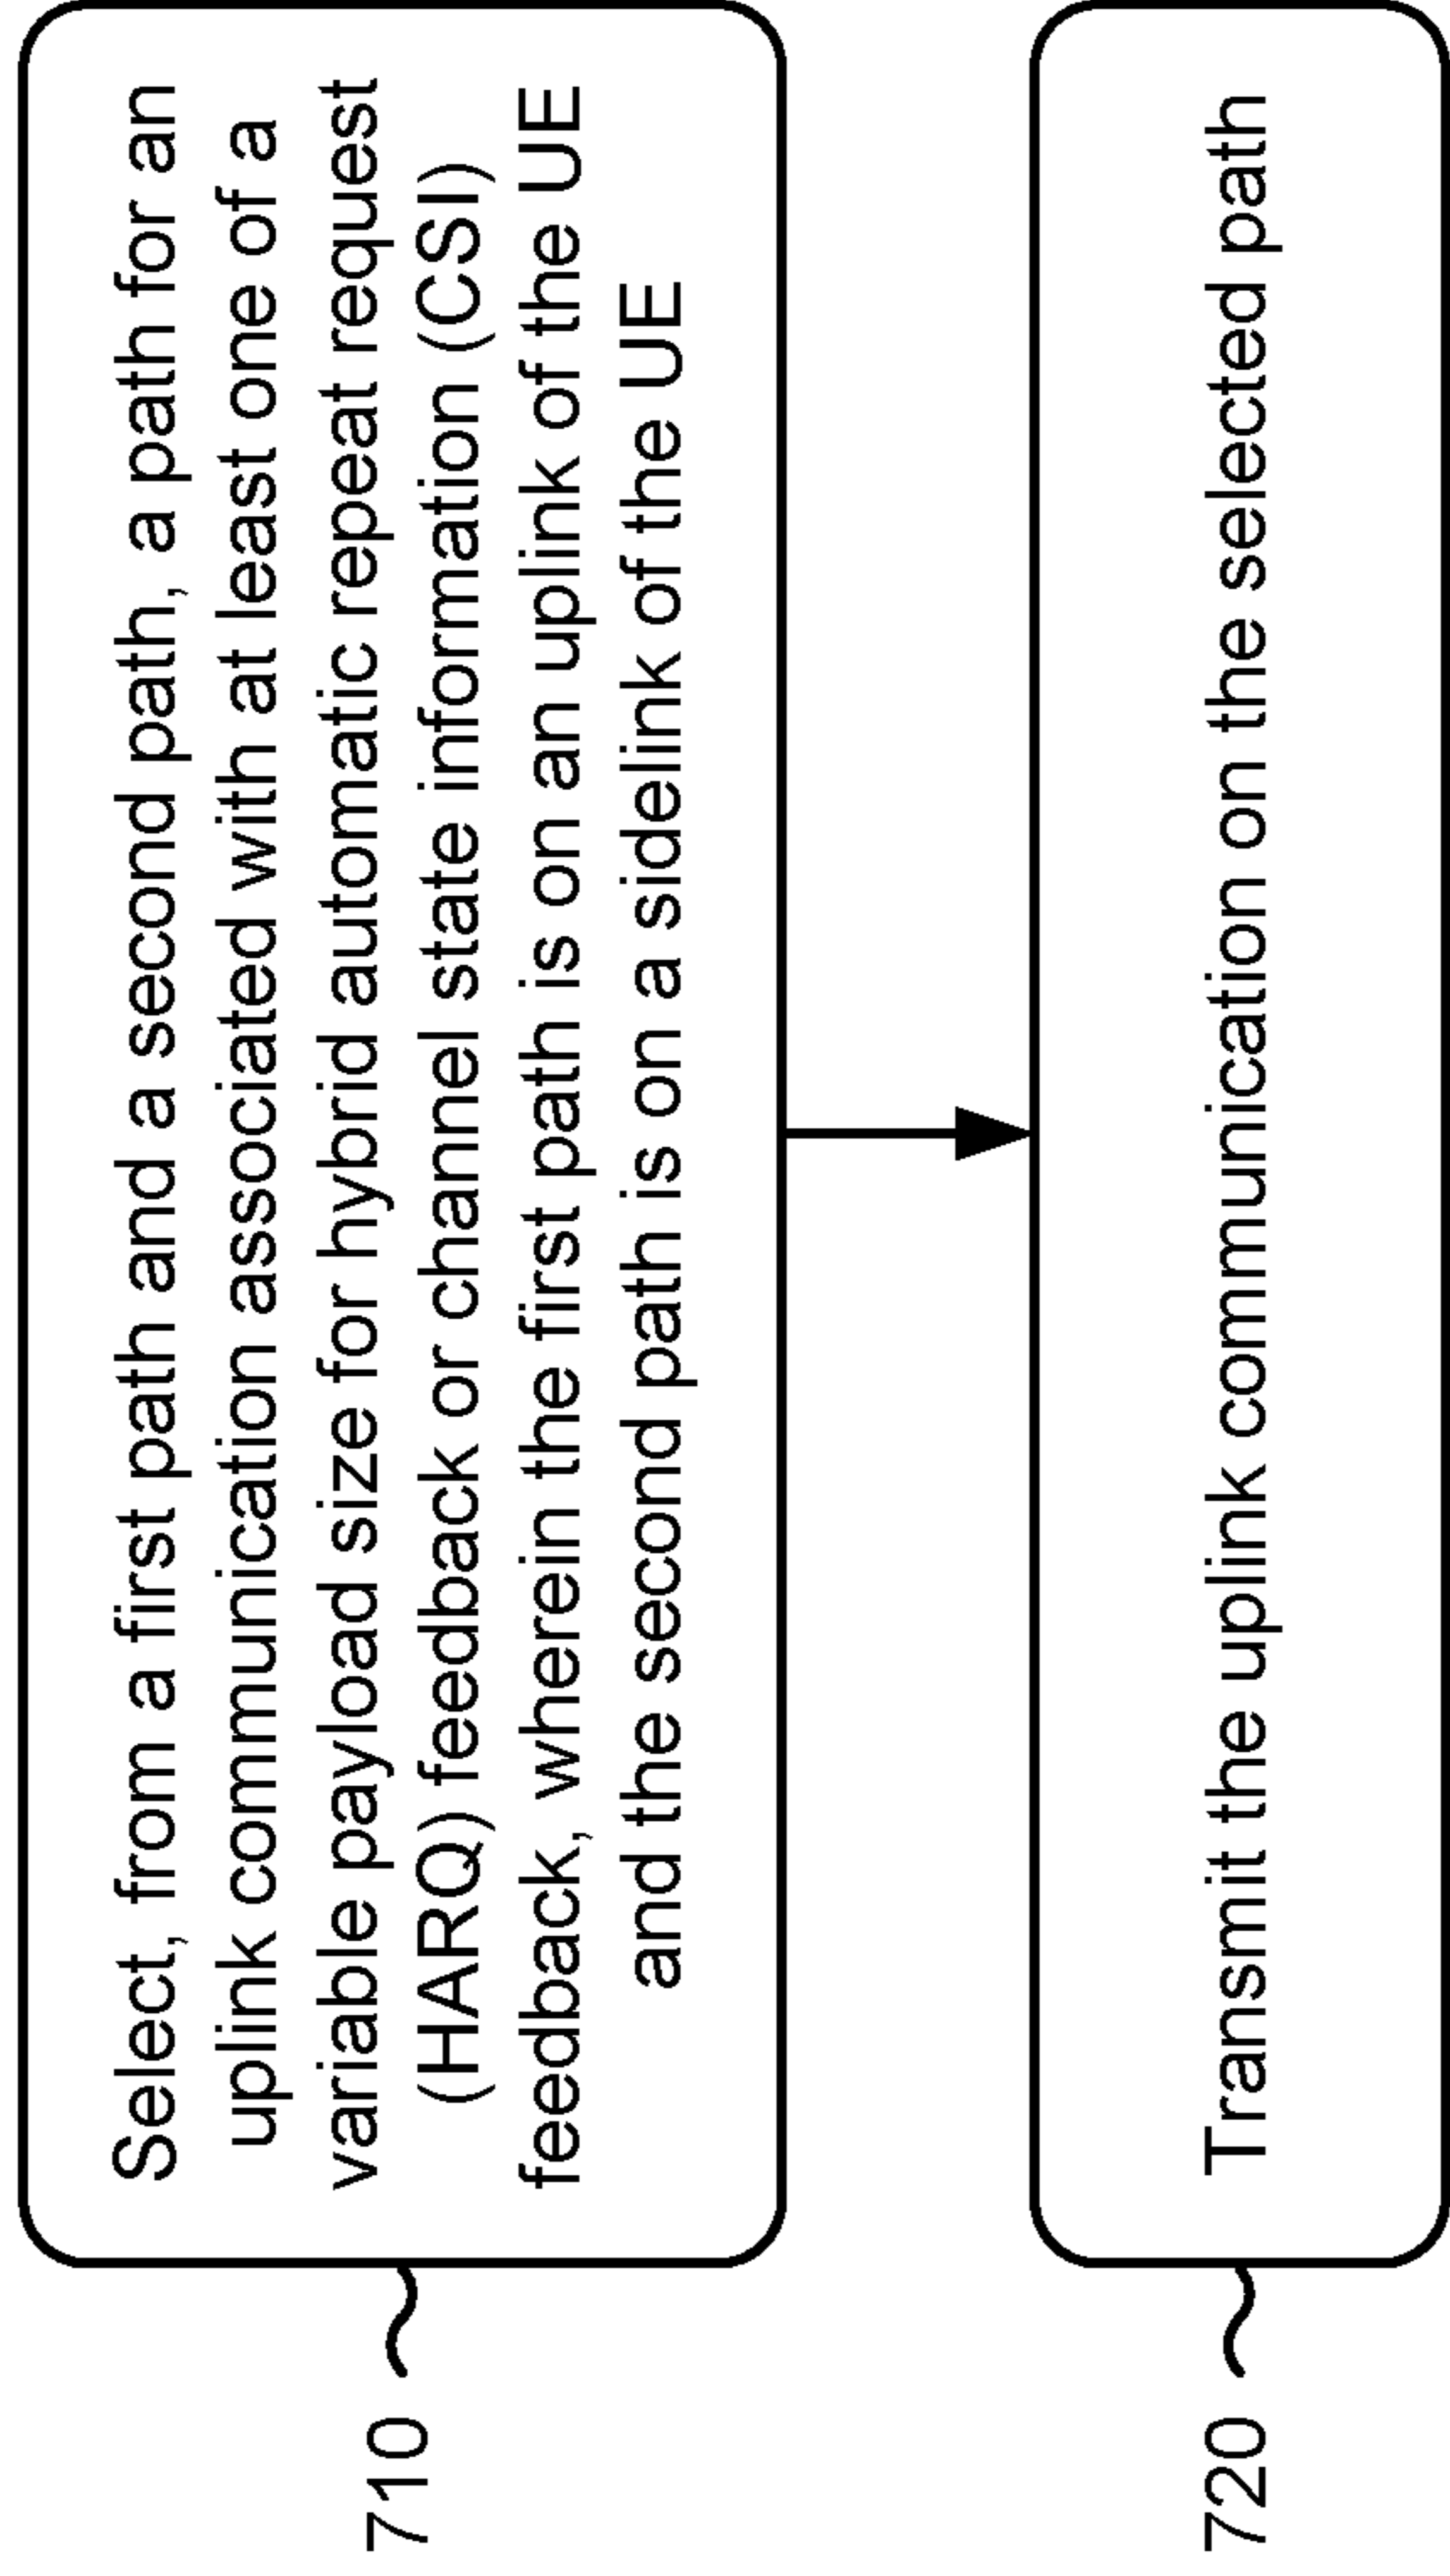 Select, from a first path and a second path, a path for an
uplink communication associated with at least one of a
variable payload size for hybrid automatic repeat request
(HARQ) feedback or channel state information (CSI)
feedback, wherein the first path is on an uplink of the UE
and the second path is on a sidelink of the UE
710
Transmit the uplink communication on the selected path
720